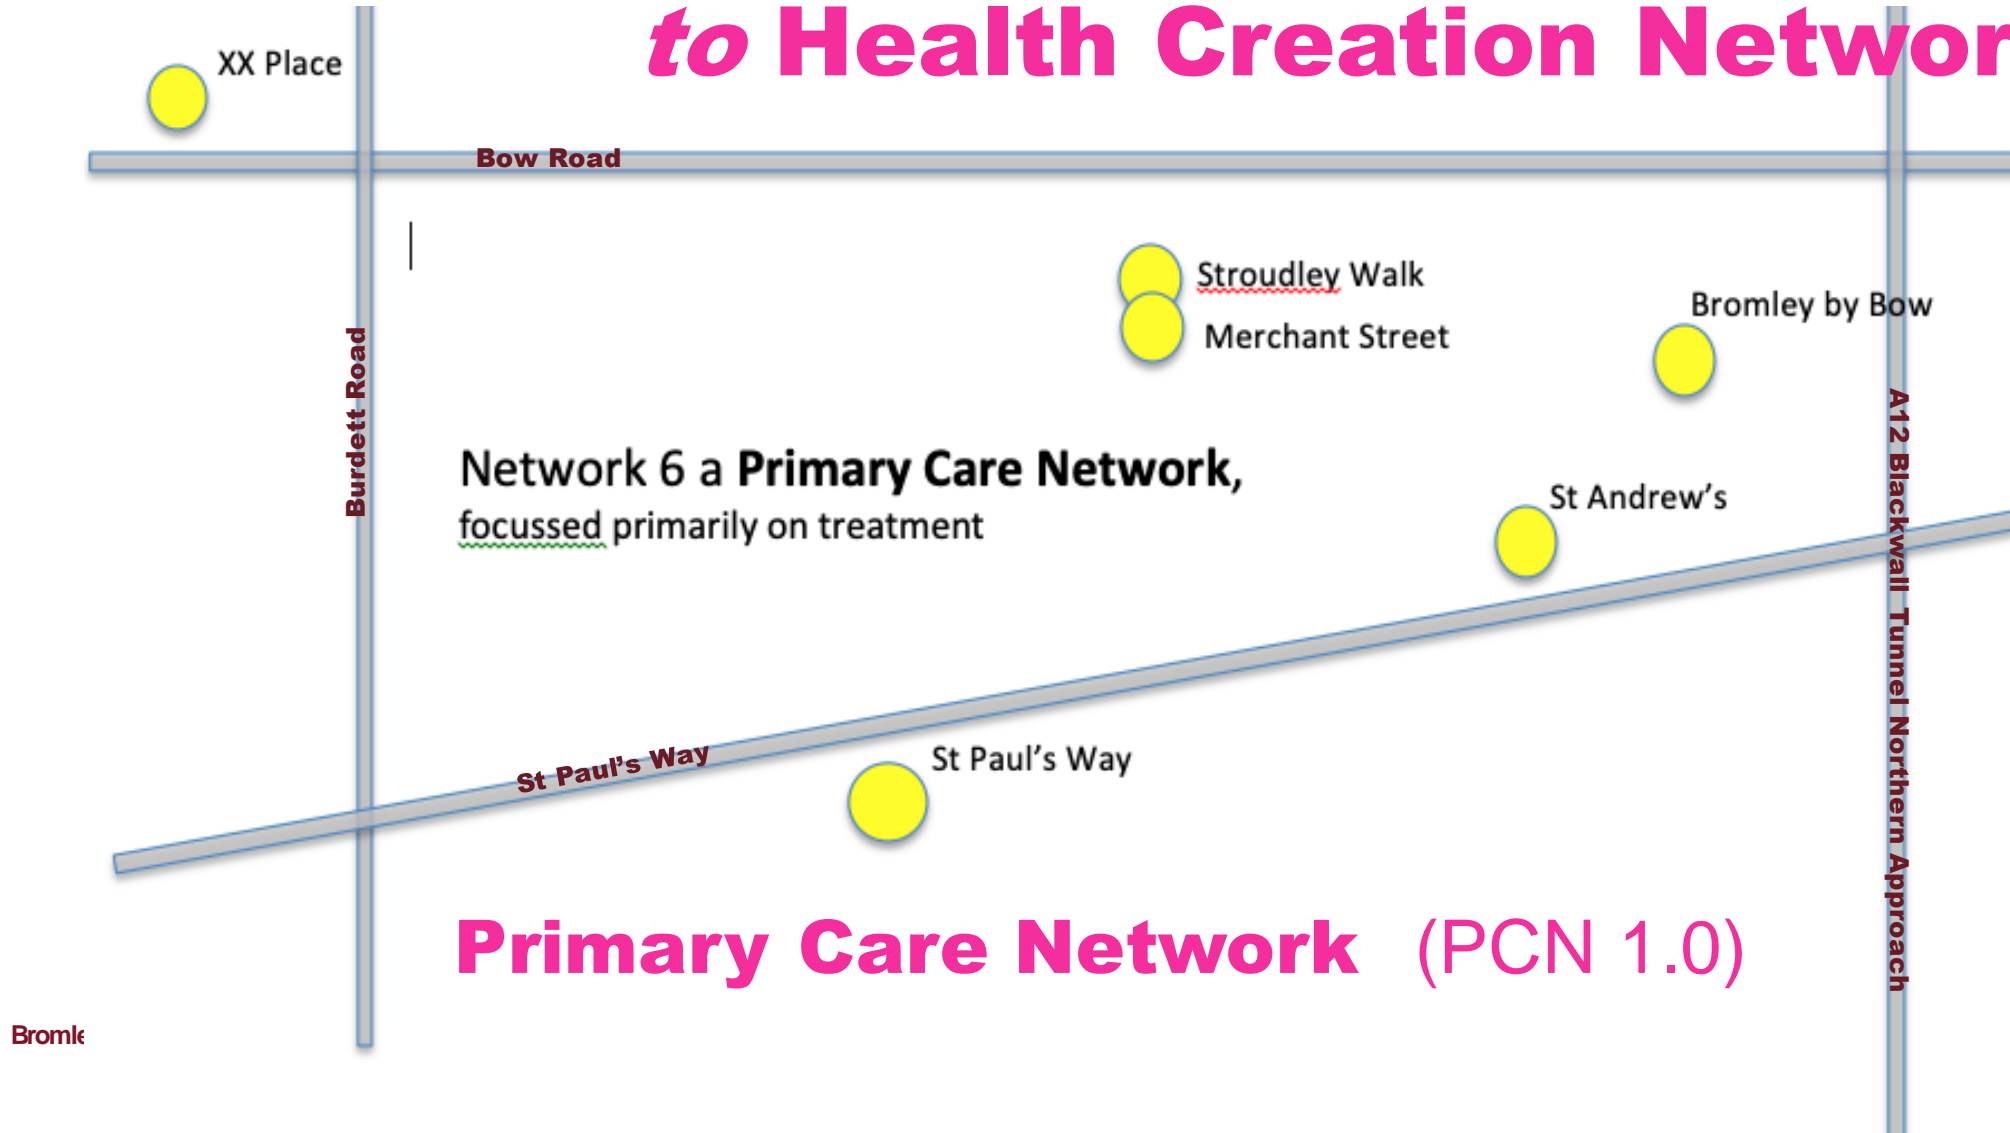 to Health Creation Networ
XX Place
Bow Road
Stroudley Walk
Bromley by Bow
Merchant Street
Burdett Road
A12 Blackwall Tunnel Northern Approach
Network 6 a Primary Care Network,
focussed primarily on treatment
St Andrew’s
St Paul’s Way
St Paul’s Way
Primary Care Network (PCN 1.0)
Bromle